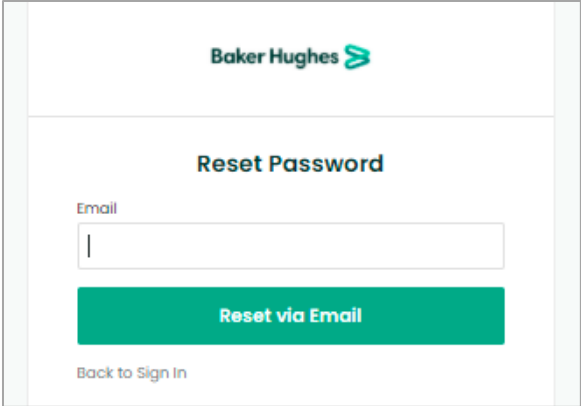 Baker Hughes
Reset Password
Email
Reset via Email
Back to Sign In